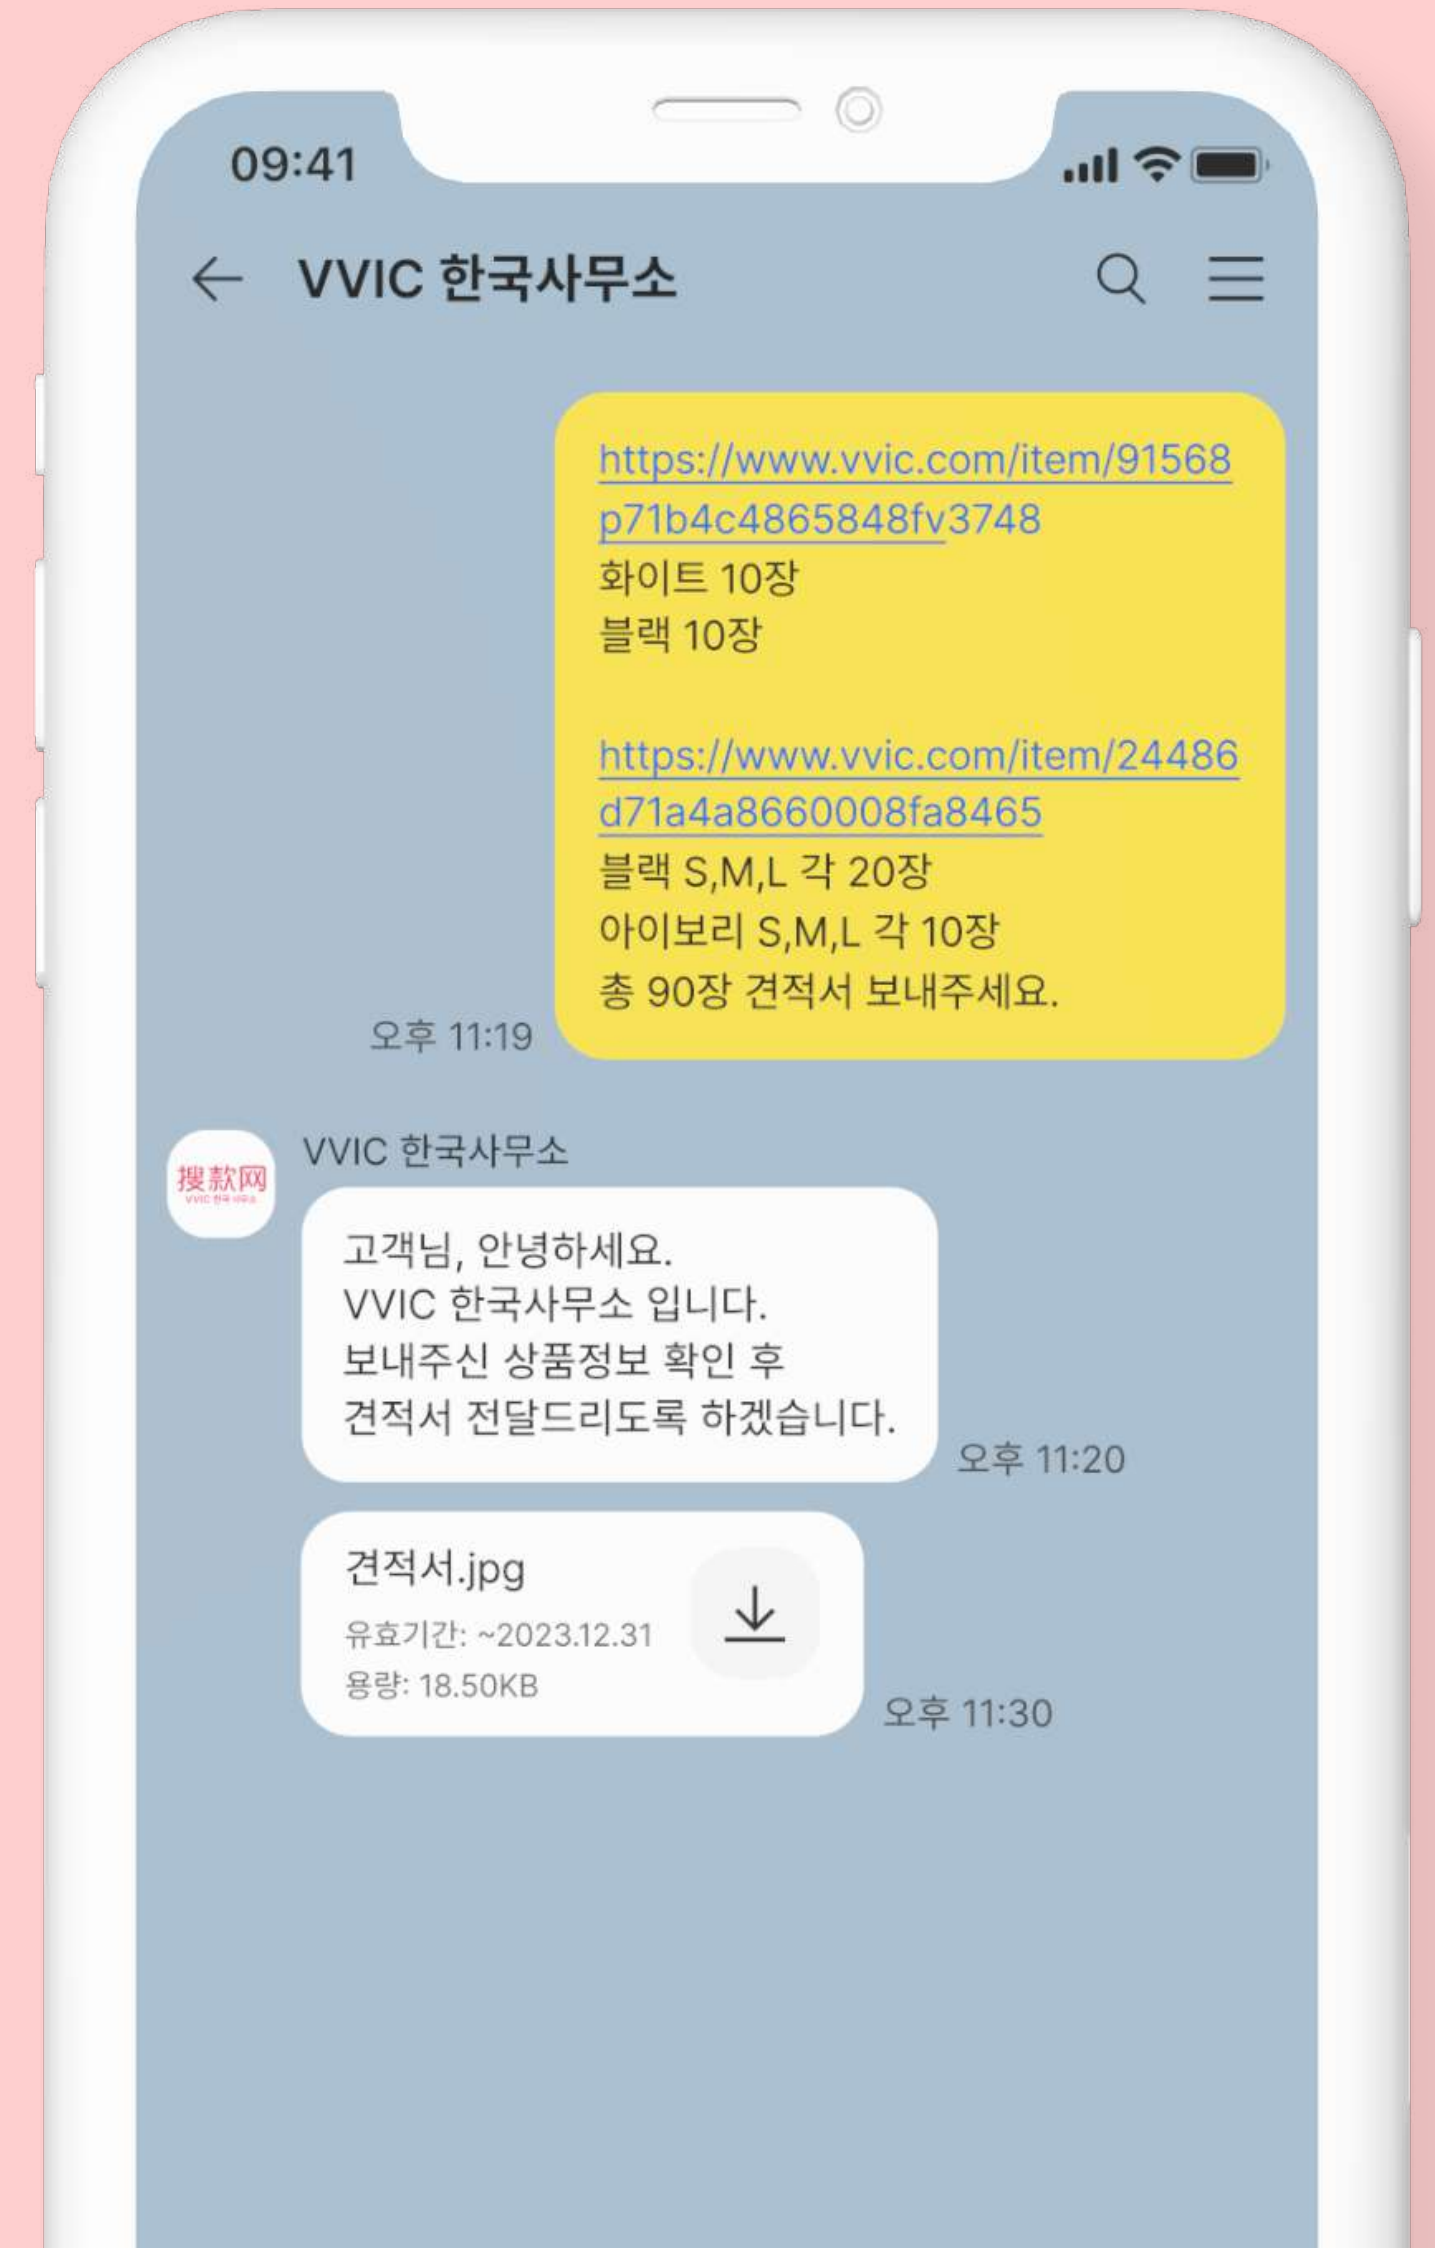 09:41
VVIC 한국사무소
https://www.vvic.com/item/91568
p71b4c4865848fv3748
화이트 10장
블랙 10장
https://www.vvic.com/item/24486
d71a4a8660008fa8465
블랙 S,M,L 각 20장
아이보리 S,M,L 각 10장
총 90장 견적서 보내주세요.
오후 11:19
搜款网
VVIC 한국 사무소
VVIC 한국사무소
고객님, 안녕하세요.
VVIC 한국사무소 입니다.
보내주신 상품정보 확인 후
견적서 전달드리도록 하겠습니다.
오후 11:20
견적서.jpg
유효기간: ~2023.12.31
용량: 18.50KB
오후 11:30